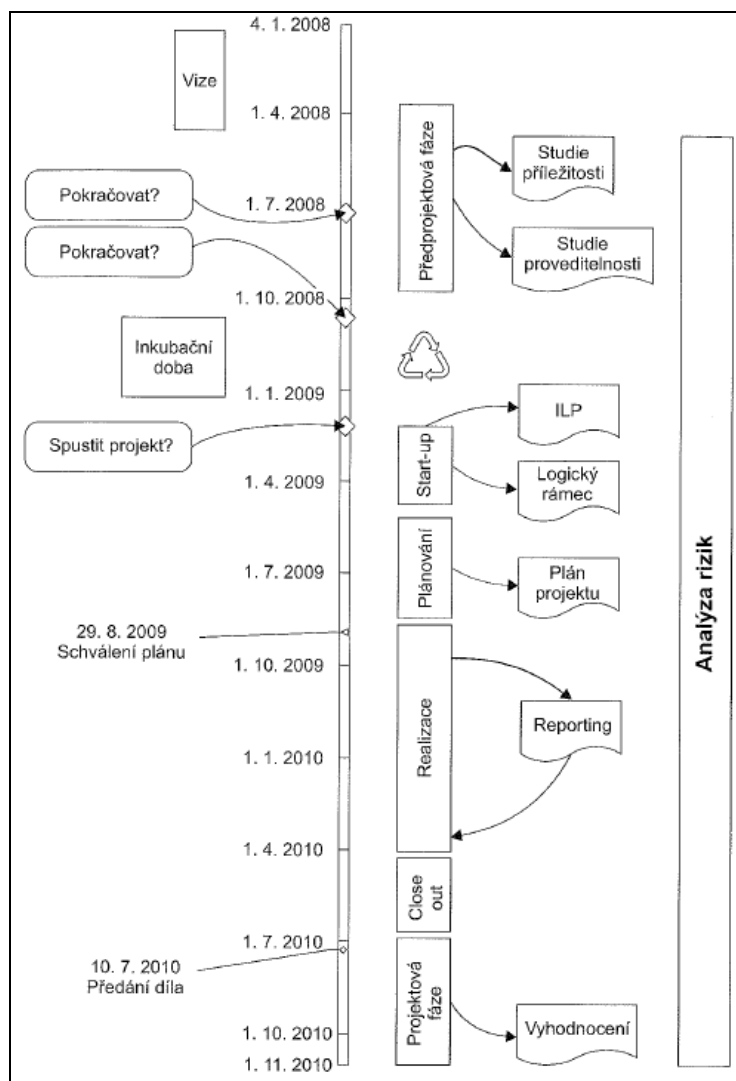 4. 1. 2008
Vize
1. 4. 2008
Předprojektová fáze
Studie
příležitosti
Pokračovat?
1. 7. 2008
Pokračovat?
Studie
proveditelnosti
1. 10. 2008
Inkubační
doba
1. 1. 2009
ILP
Spustit projekt?
Start-up
1. 4. 2009
Logický
rámec
Plánování
1. 7. 2009
Plán
projektu
29. 8. 2009
Schválení plánu
1. 10. 2009
Realizace
Reporting
1. 1. 2010
1. 4. 2010
Close
out
1. 7. 2010
10. 7. 2010
Předání díla
Projektová
fáze
Vyhodnocení
1. 10. 2010
1. 11. 2010
Analýza rizik